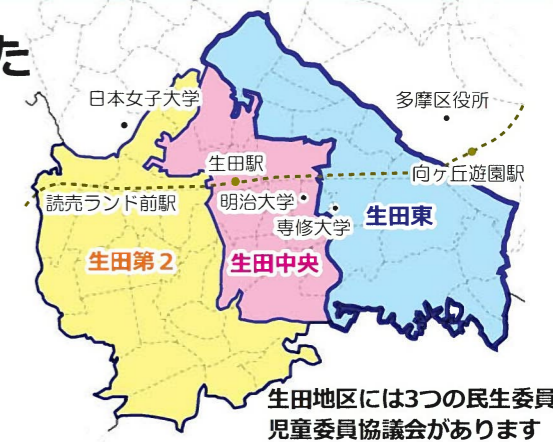 た
日本女子大学
多摩区役所
生田駅
向ヶ丘遊園駅
読売ランド前駅
明治大学
専修大学
生田東
生田第２
生田中央
生田地区には3つの民生委員
児童委員協議会があります